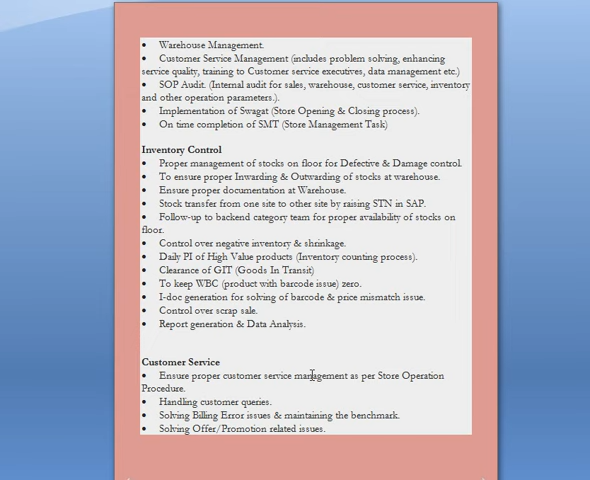 • Warehouse Management.
• Customer Service Management (includes problem solving, enhancing
service quality, training to Customer service executives, data management etc.)
• SOP Audit. (Internal audit for sales, warehouse, customer service, inventory
and other operation parameters.).
• Implementation of Swagat (Store Opening & Closing process).
• On time completion of SMT (Store Management Task)
Inventory Control
• Proper management of stocks on floor for Defective & Damage control.
• To ensure proper Inwarding & Outwarding of stocks at warehouse.
• Ensure proper documentation at Warehouse.
• Stock transfer from one site to other site by raising STN in SAP.
• Follow-up to backend category team for proper availability of stocks on
floor.
• Control over negative inventory & shrinkage.
• Daily PI of High Value products (Inventory counting process).
• Clearance of GIT (Goods In Transit)
• To keep WBC (product with barcode issue) zero.
• I-doc generation for solving of barcode & price mismatch issue.
• Control over scrap sale.
• Report generation & Data Analysis.
Customer Service
• Ensure proper customer service management as per Store Operation
Procedure.
• Handling customer queries.
• Solving Billing Error issues & maintaining the benchmark.
• Solving Offer/Promotion related issues.